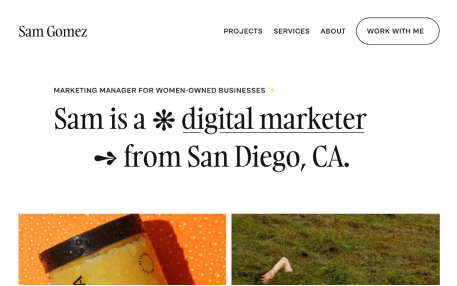 Sam Gomez
PROJECTS SERVICES ABOUT WORK WITH ME
MARKETING MANAGER FOR WOMEN-OWNED BUSINESSES ✨
Sam is a ❋ digital marketer
➺ from San Diego, CA.